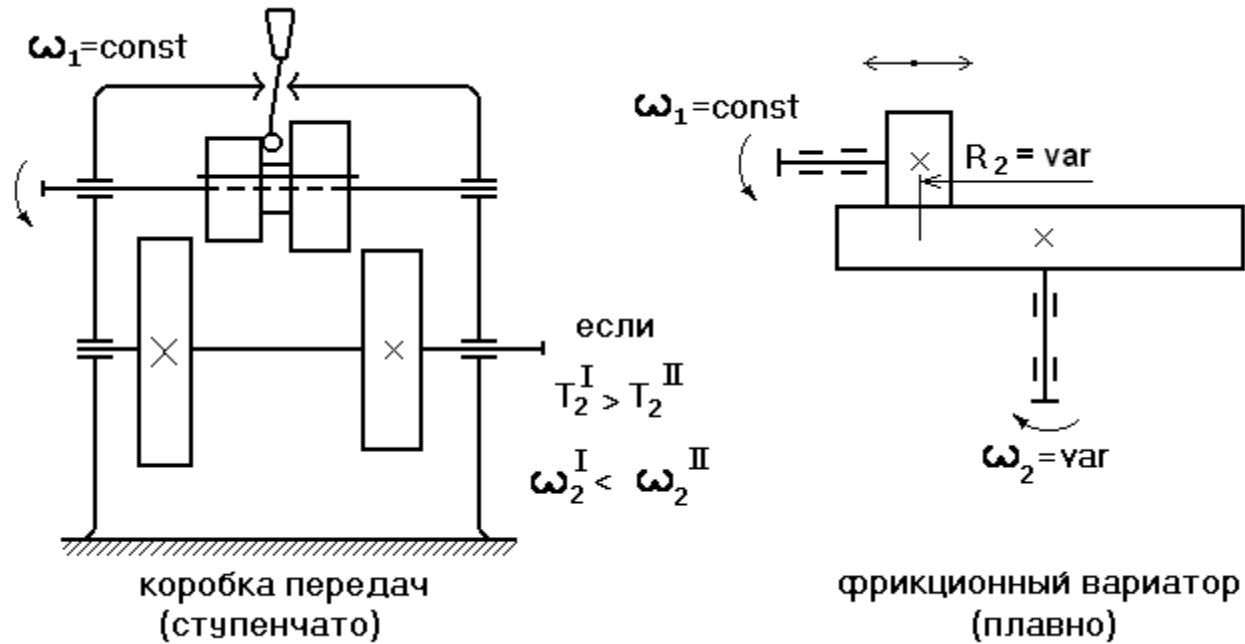 ω₁=const
если
T₂ᴵ > T₂ᴵᴵ
ω₂ᴵ < ω₂ᴵᴵ
коробка передач
(ступенчато)
ω₁=const
R₂ = var
ω₂=var
фрикционный вариатор
(плавно)